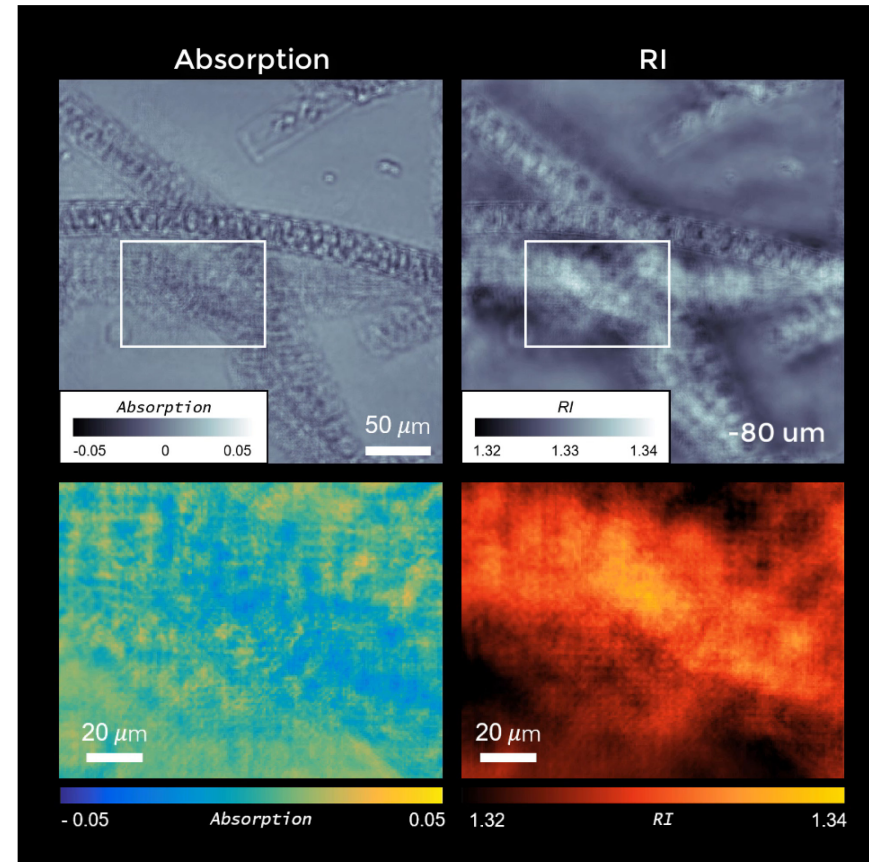 Absorption
RI
Absorption
-0.05 0 0.05
50 μm
RI
1.32 1.33 1.34
-80 um
20 μm
20 μm
- 0.05 Absorption 0.05
1.32 RI 1.34